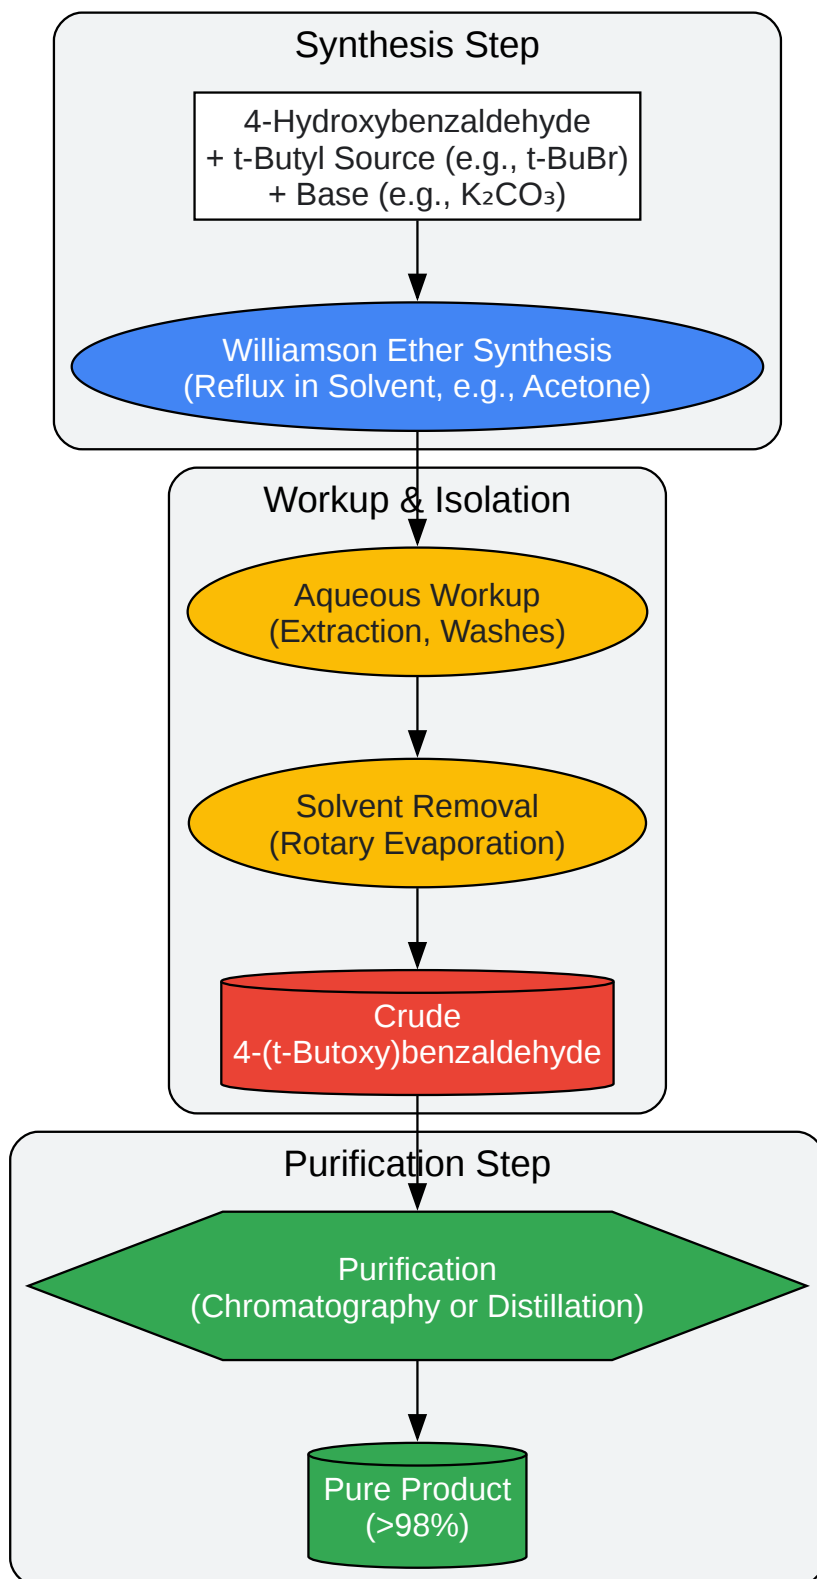 Synthesis Step
4-Hydroxybenzaldehyde
+ t-Butyl Source (e.g., t-BuBr)
+ Base (e.g., K₂CO₃)
Williamson Ether Synthesis
(Reflux in Solvent, e.g., Acetone)
Workup & Isolation
Aqueous Workup
(Extraction, Washes)
Solvent Removal
(Rotary Evaporation)
Crude
4-(t-Butoxy)benzaldehyde
Purification Step
Purification
(Chromatography or Distillation)
Pure Product
(>98%)